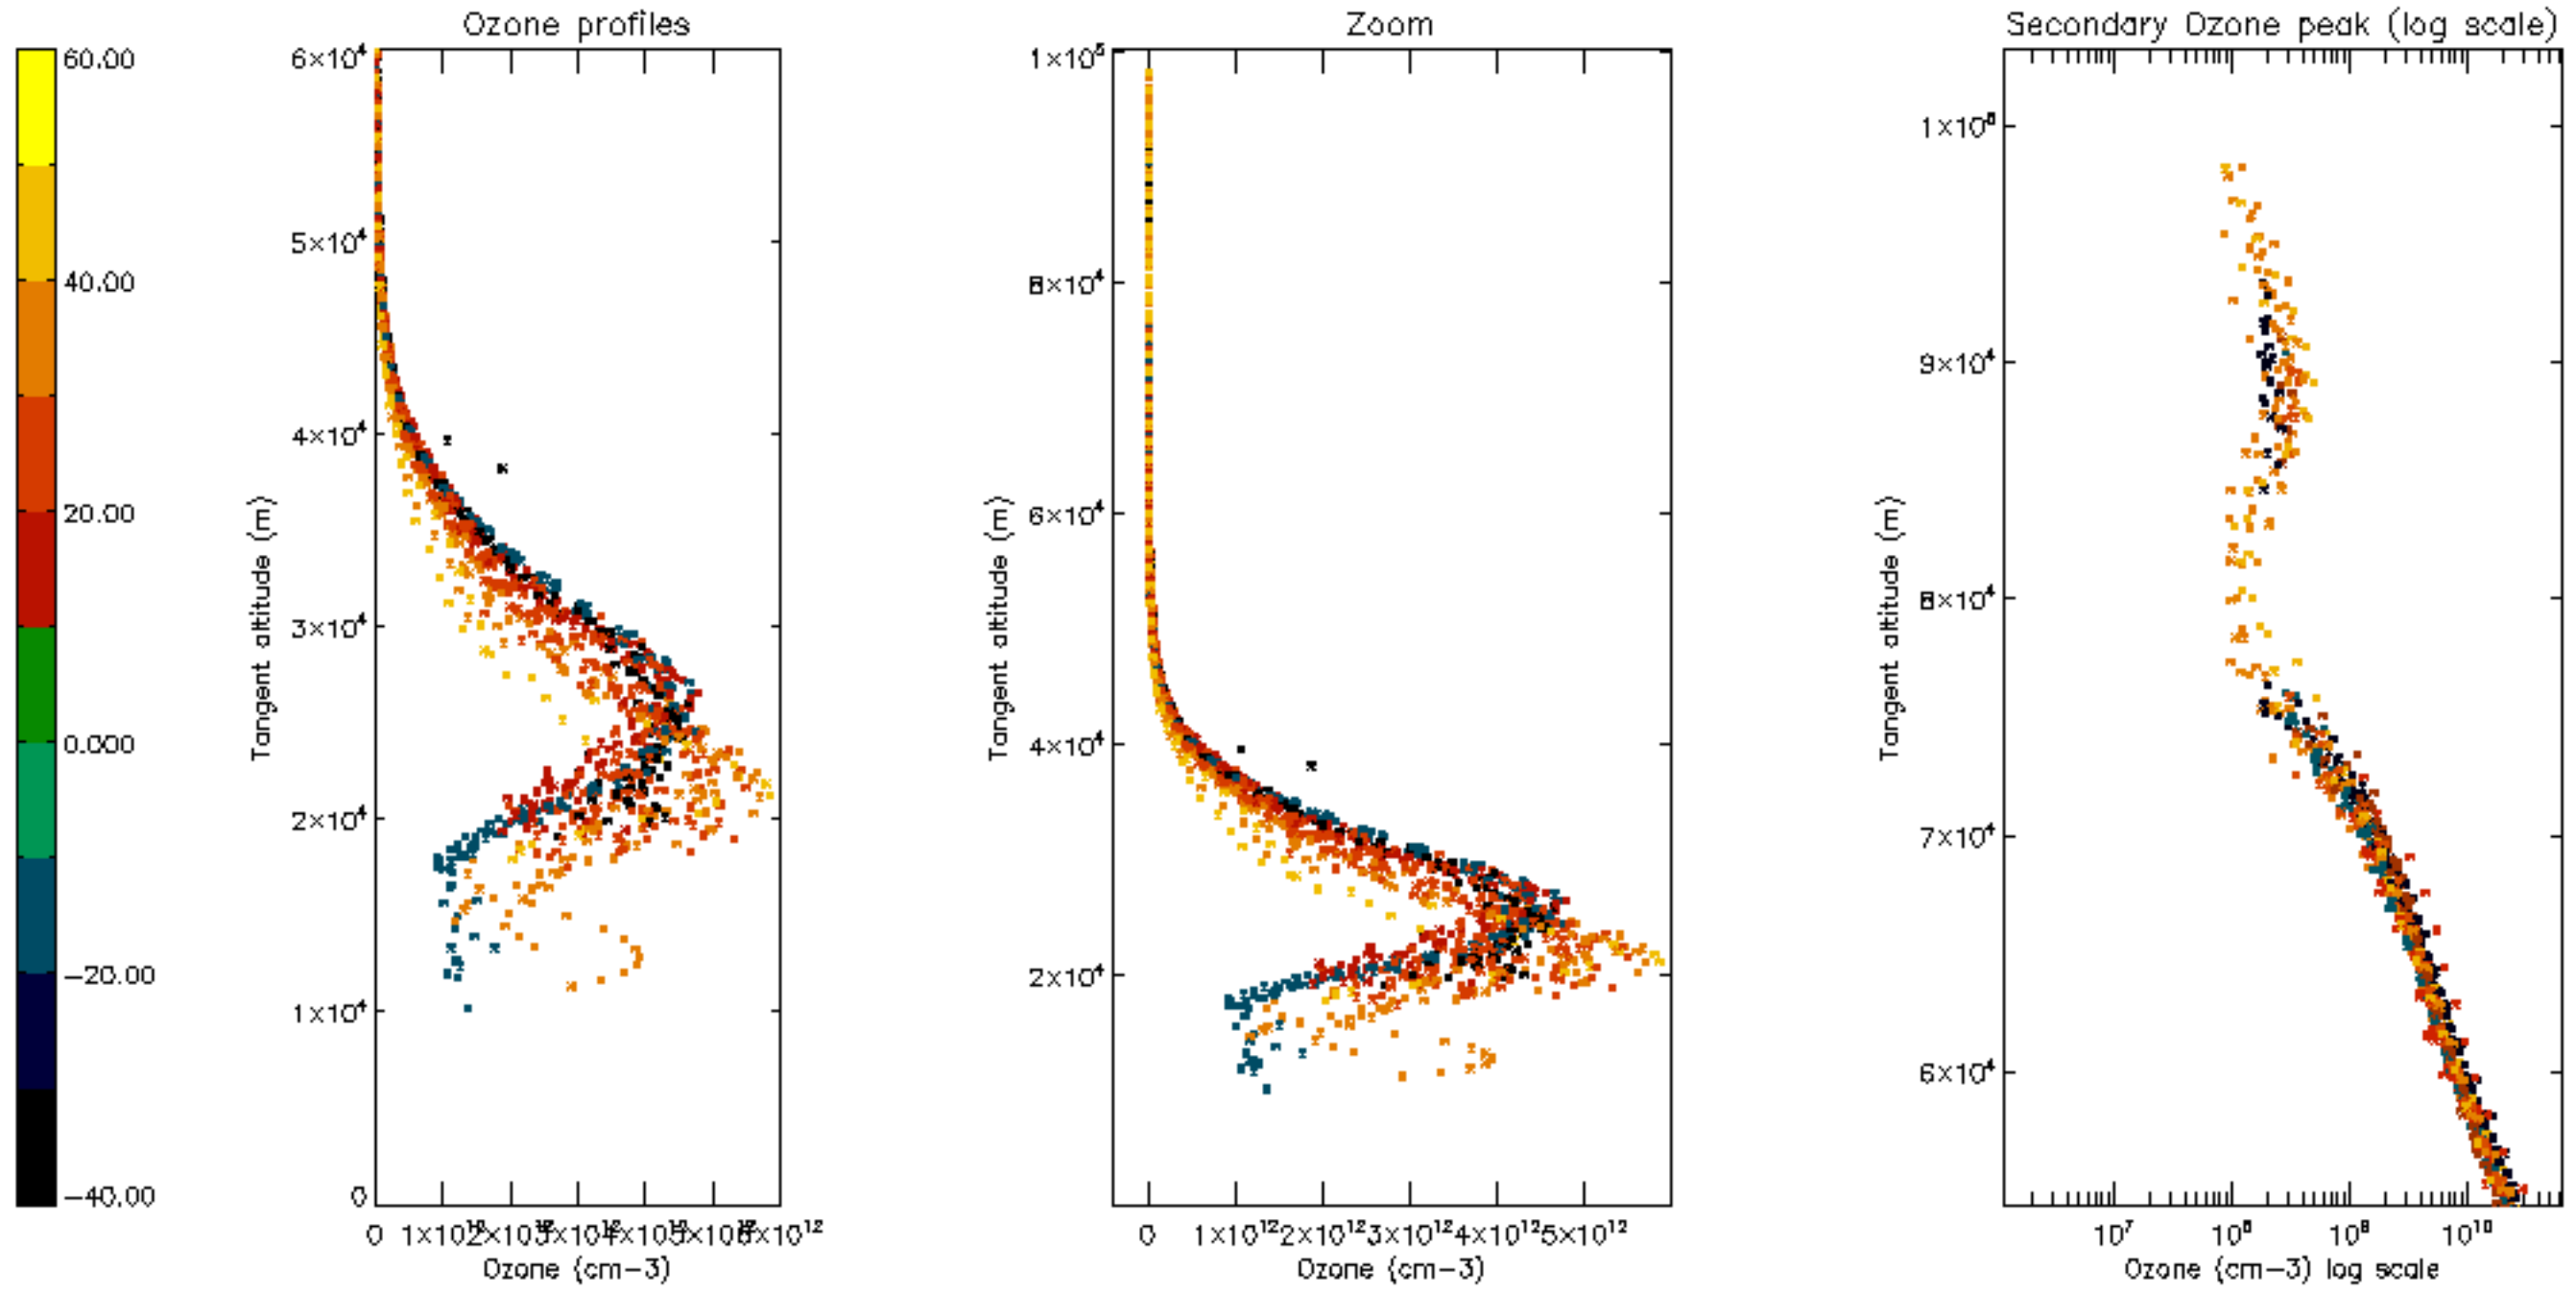 Ozone profiles
Zoom
Secondary Ozone peak (log scale)
60.00
40.00
20.00
0.000
−20.00
−40.00
6×10⁴
5×10⁴
4×10⁴
3×10⁴
2×10⁴
1×10⁴
0
Tangent altitude (m)
0
6×10¹²
Ozone (cm−3)
1×10⁵
8×10⁴
6×10⁴
4×10⁴
2×10⁴
Tangent altitude (m)
0 1×10¹² 2×10¹² 3×10¹² 4×10¹² 5×10¹²
Ozone (cm−3)
1×10⁵
9×10⁴
8×10⁴
7×10⁴
6×10⁴
Tangent altitude (m)
10⁷ 10⁸ 10⁹ 10¹⁰
Ozone (cm−3) log scale